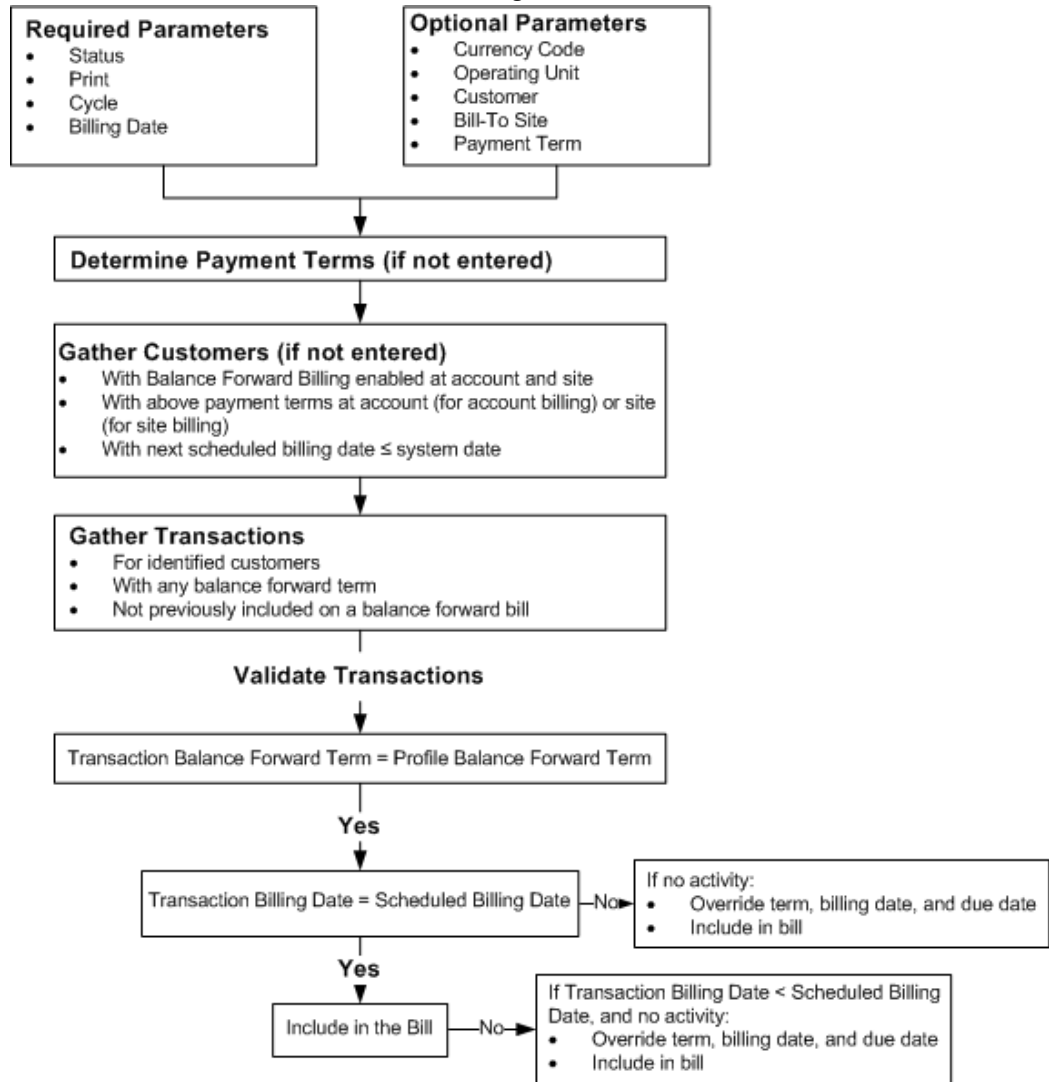 Required Parameters
• Status
• Print
• Cycle
• Billing Date
Optional Parameters
• Currency Code
• Operating Unit
• Customer
• Bill-To Site
• Payment Term
Determine Payment Terms (if not entered)
Gather Customers (if not entered)
• With Balance Forward Billing enabled at account and site
• With above payment terms at account (for account billing) or site
(for site billing)
• With next scheduled billing date ≤ system date
Gather Transactions
• For identified customers
• With any balance forward term
• Not previously included on a balance forward bill
Validate Transactions
Transaction Balance Forward Term = Profile Balance Forward Term
Yes
Transaction Billing Date = Scheduled Billing Date
No
If no activity:
• Override term, billing date, and due date
• Include in bill
Yes
Include in the Bill
No
If Transaction Billing Date < Scheduled Billing
Date, and no activity:
• Override term, billing date, and due date
• Include in bill